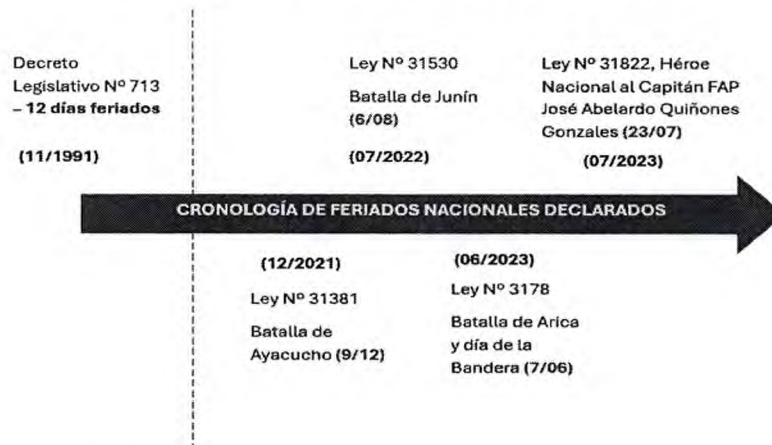 Decreto
Legislativo Nº 713
– 12 días feriados
(11/1991)
Ley Nº 31530
Batalla de Junín
(6/08)
(07/2022)
Ley Nº 31822, Héroe
Nacional al Capitán FAP
José Abelardo Quiñones
Gonzales (23/07)
(07/2023)
CRONOLOGÍA DE FERIADOS NACIONALES DECLARADOS
(12/2021)
Ley Nº 31381
Batalla de
Ayacucho (9/12)
(06/2023)
Ley Nº 3178
Batalla de Arica
y día de la
Bandera (7/06)